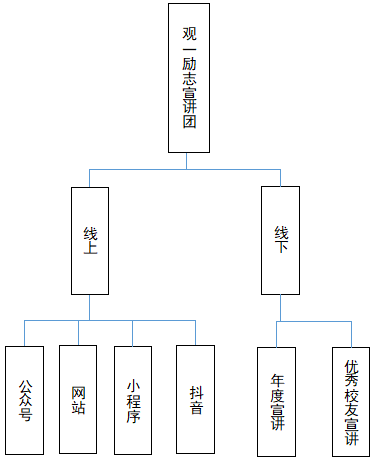 观一励志宣讲团
线上
线下
公众号
网站
小程序
抖音
年度宣讲
优秀校友宣讲